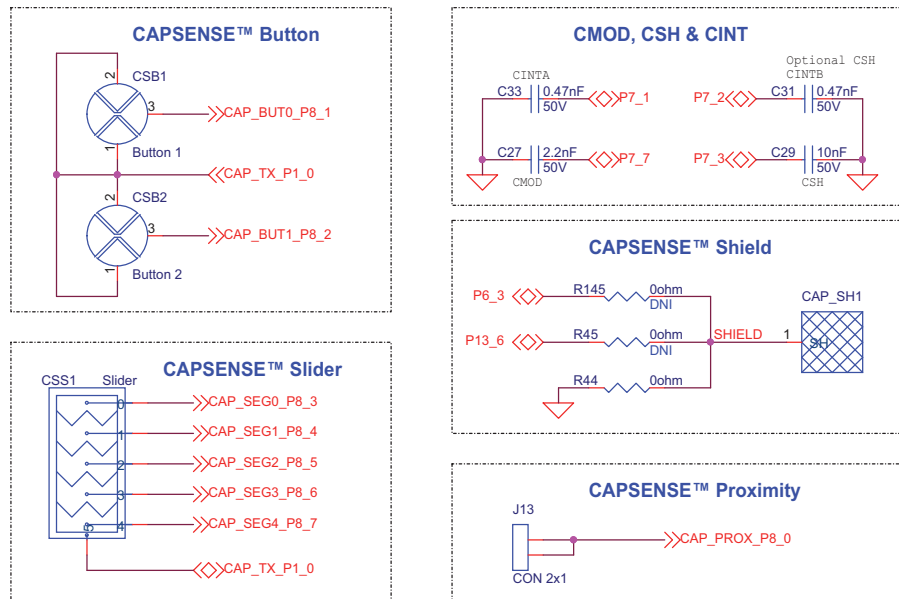 CAPSENSE™ Button
2
CSB1
3
CAP_BUT0_P8_1
1
Button 1
CAP_TX_P1_0
2
CSB2
3
CAP_BUT1_P8_2
1
Button 2
CMOD, CSH & CINT
CINTA
C33
0.47nF
50V
P7_1
Optional CSH
CINTB
P7_2
C31
0.47nF
50V
C27
2.2nF
50V
CMOD
P7_7
P7_3
C29
10nF
50V
CSH
CAPSENSE™ Shield
P6_3
R145
0ohm
DNI
P13_6
R45
0ohm
DNI
R44
0ohm
SHIELD
1
CAP_SH1
SH
CAPSENSE™ Slider
CSS1
Slider
0
CAP_SEG0_P8_3
1
CAP_SEG1_P8_4
2
CAP_SEG2_P8_5
3
CAP_SEG3_P8_6
4
CAP_SEG4_P8_7
5
CAP_TX_P1_0
CAPSENSE™ Proximity
J13
CAP_PROX_P8_0
CON 2x1